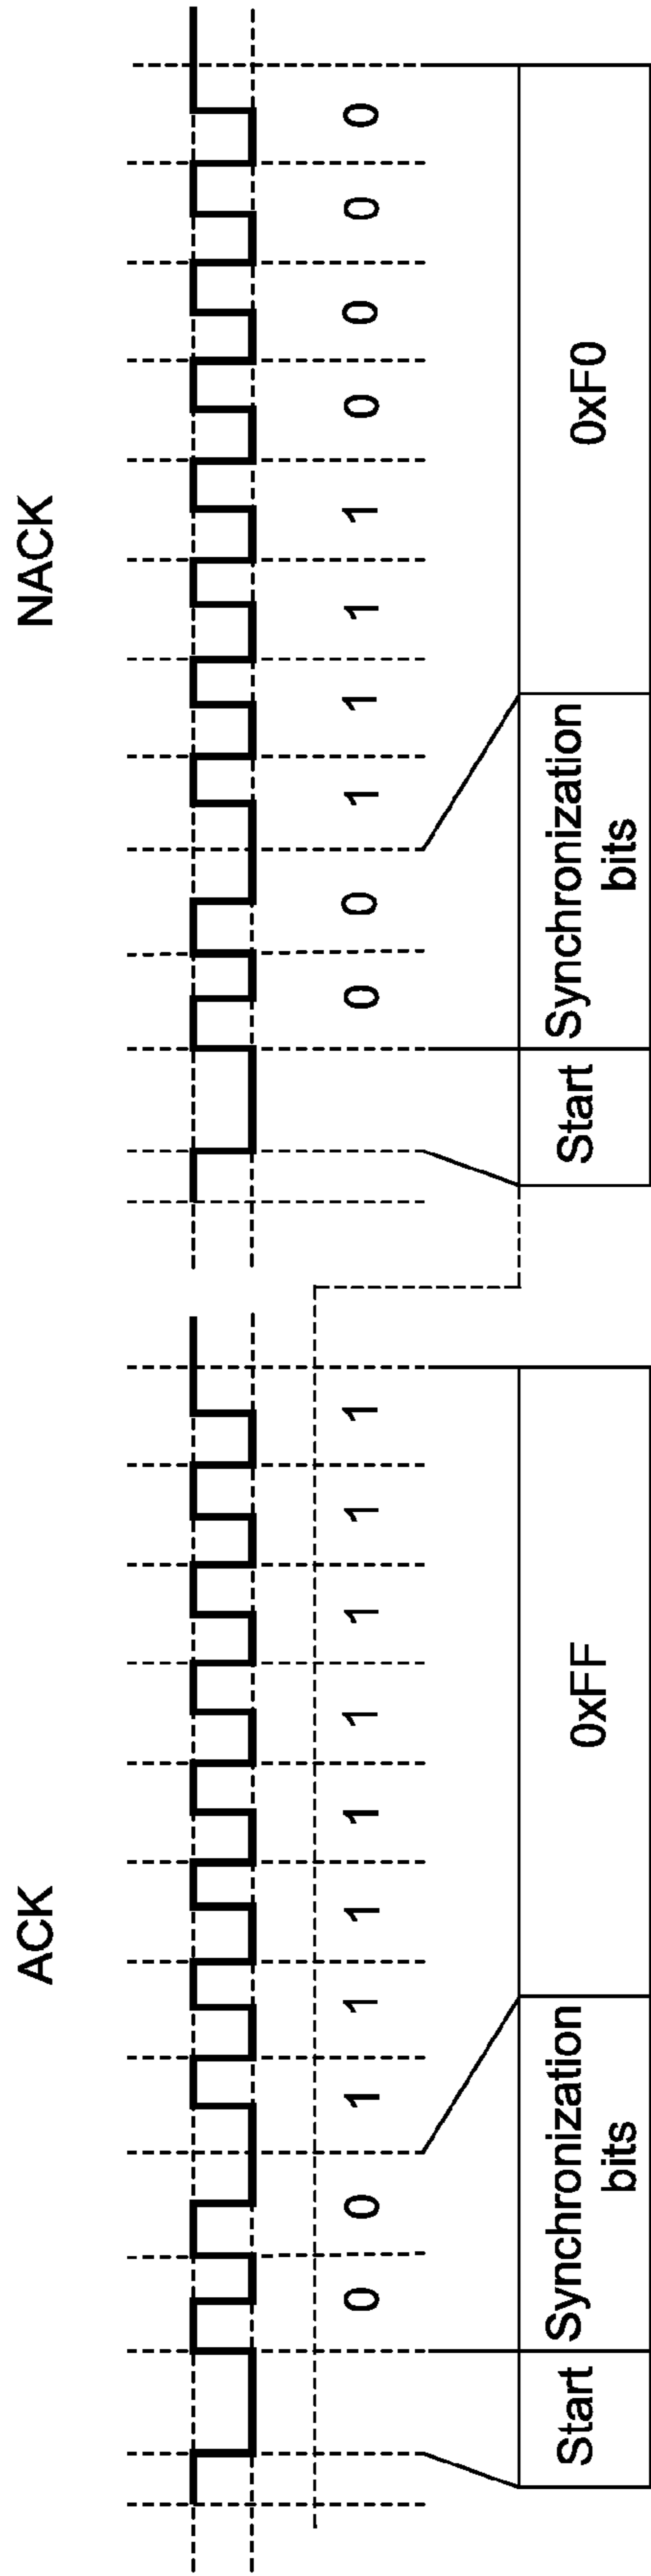 ACK
0 0 1 1 1 1 1 1 1 1
Start
Synchronization
bits
0xFF
NACK
0 0 1 1 1 1 0 0 0 0
Start
Synchronization
bits
0xF0